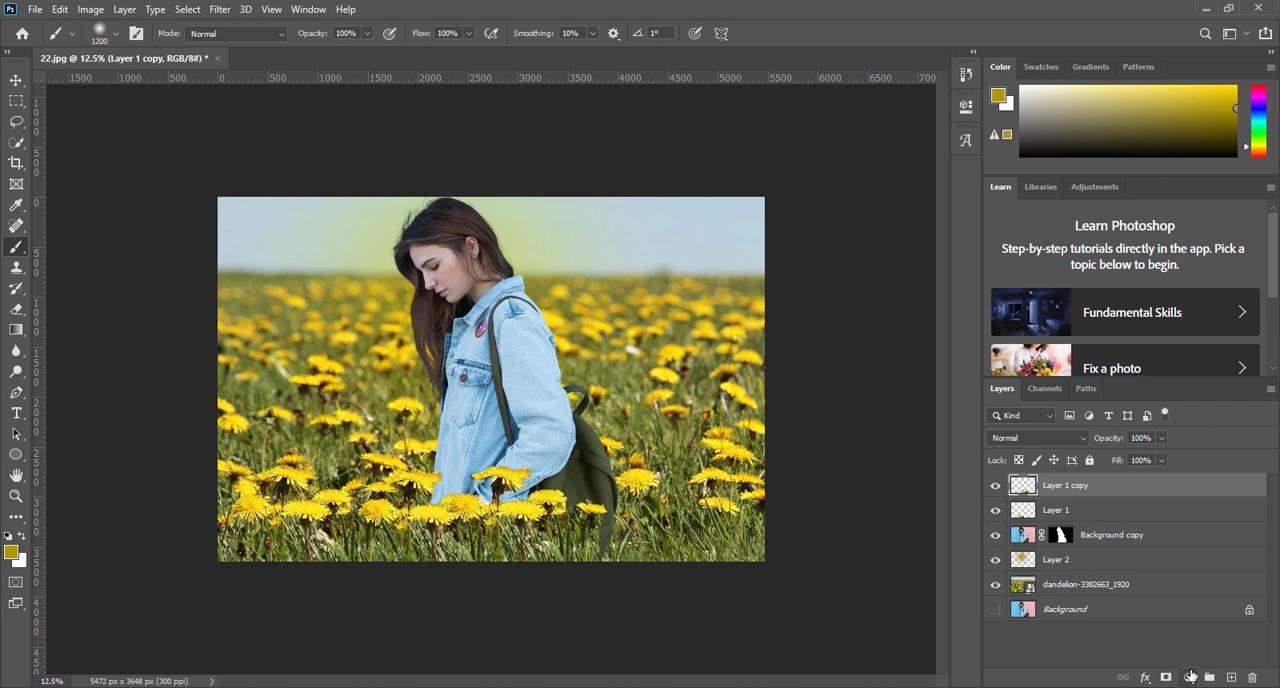 Ps File Edit Image Layer Type Select Filter 3D View Window Help
1200 Mode: Normal Opacity: 100% Flow: 100% Smoothing: 10% 1°
22.jpg @ 12.5% (Layer 1 copy, RGB/8#) * ×
1500 1000 500 0 500 1000 1500 2000 2500 3000 3500 4000 4500 5000 5500 6000 6500 700
Color Swatches Gradients Patterns
Learn Libraries Adjustments
Learn Photoshop
Step-by-step tutorials directly in the app. Pick a
topic below to begin.
Fundamental Skills
Fix a photo
Layers Channels Paths
Kind
Normal Opacity: 100%
Lock: Fill: 100%
Layer 1 copy
Layer 1
Background copy
Layer 2
dandelion-3382663_1920
Background
fx
12.5% 5472 px x 3648 px (300 ppi)